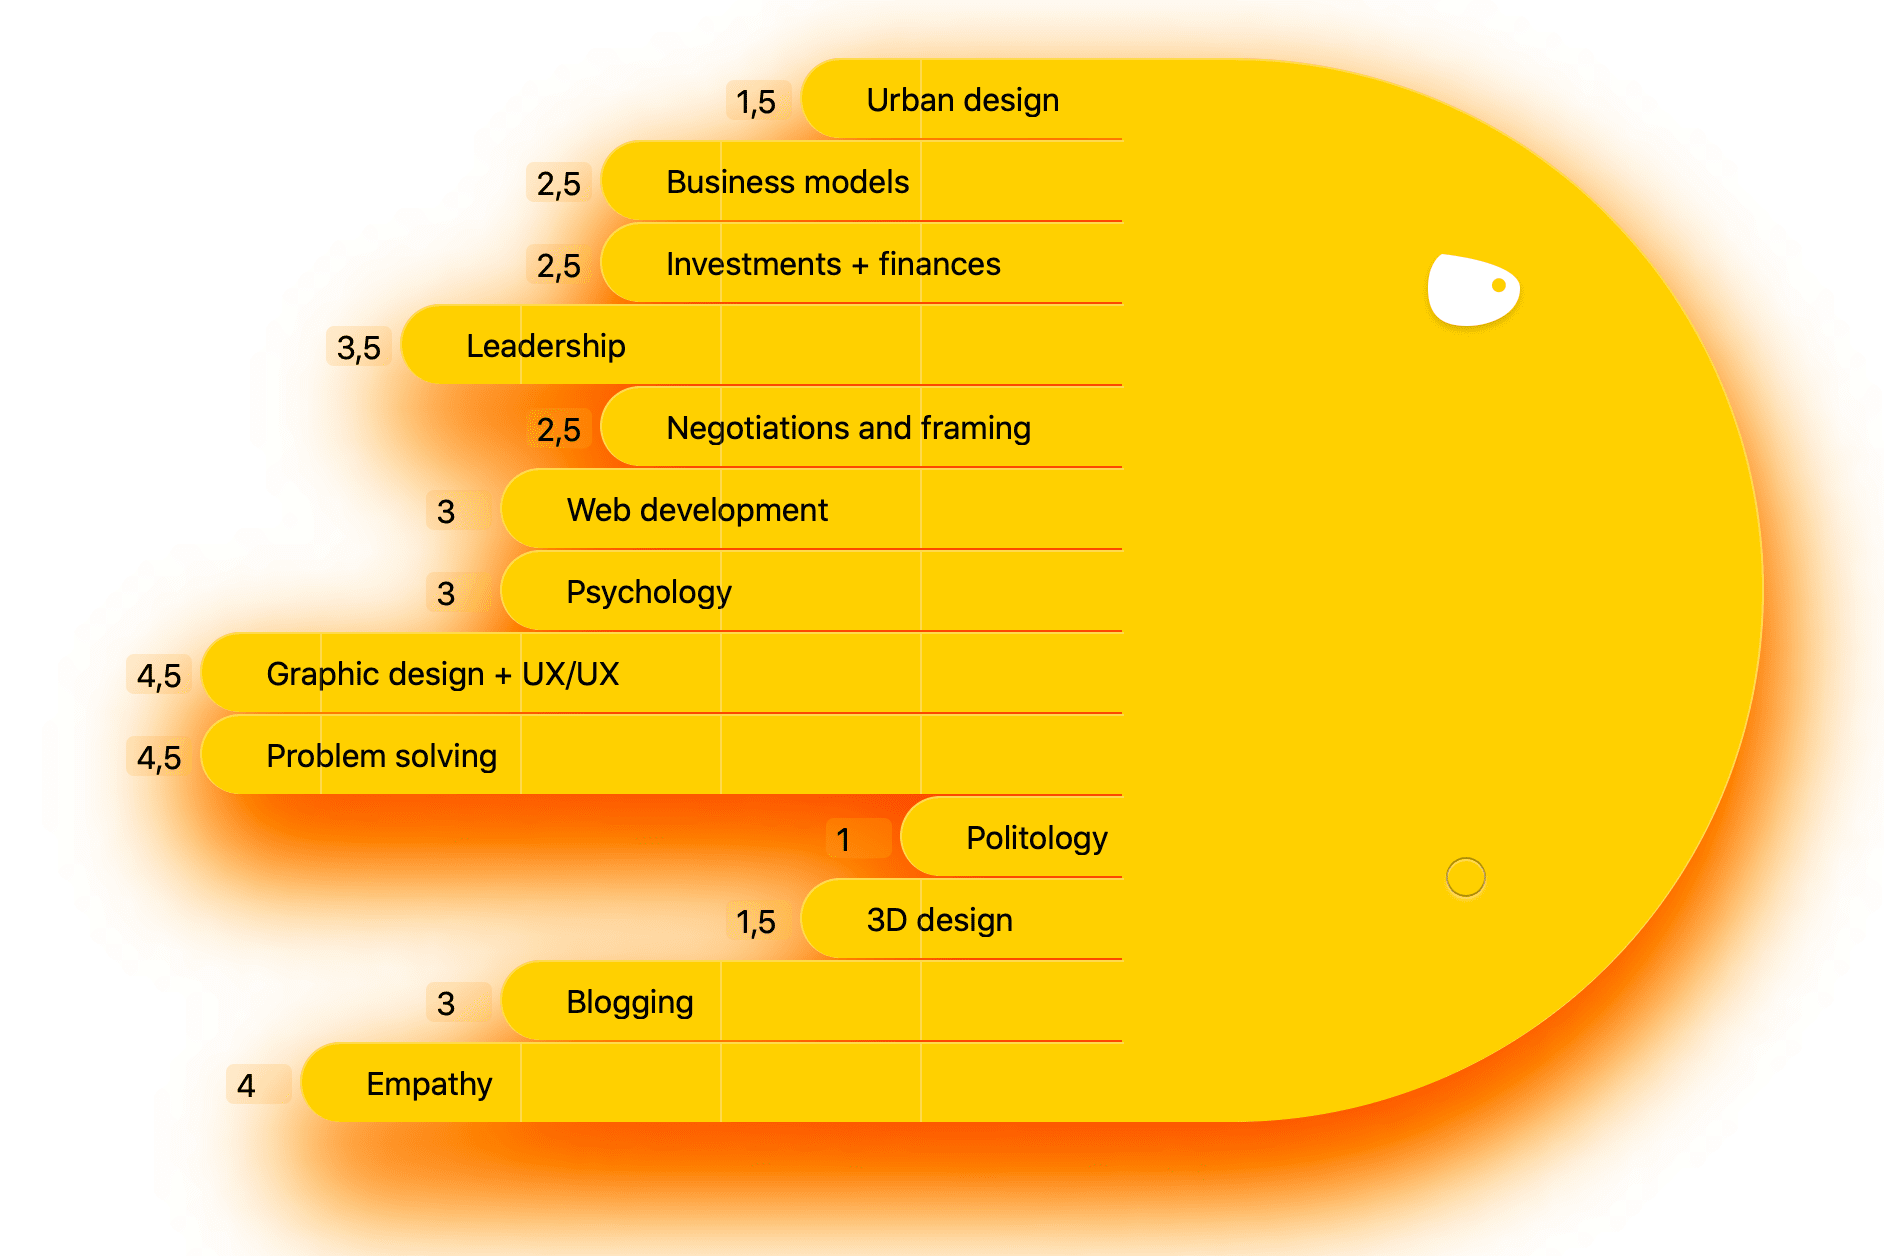 1,5 Urban design
2,5 Business models
2,5 Investments + finances
3,5 Leadership
2,5 Negotiations and framing
3 Web development
3 Psychology
4,5 Graphic design + UX/UX
4,5 Problem solving
1 Politology
1,5 3D design
3 Blogging
4 Empathy